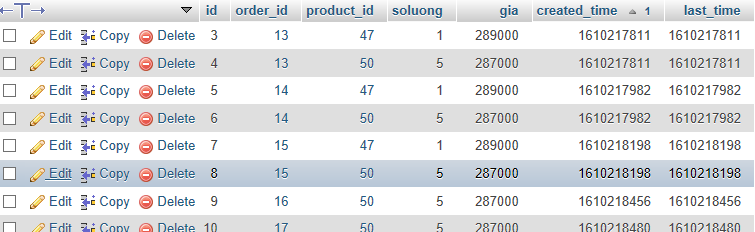 ←T→ id order_id product_id soluong gia created_time 1 last_time
Edit Copy Delete 3 13 47 1 289000 1610217811 1610217811
Edit Copy Delete 4 13 50 5 287000 1610217811 1610217811
Edit Copy Delete 5 14 47 1 289000 1610217982 1610217982
Edit Copy Delete 6 14 50 5 287000 1610217982 1610217982
Edit Copy Delete 7 15 47 1 289000 1610218198 1610218198
Edit Copy Delete 8 15 50 5 287000 1610218198 1610218198
Edit Copy Delete 9 16 50 5 287000 1610218456 1610218456
Edit Copy Delete 10 17 50 5 287000 1610218480 1610218480